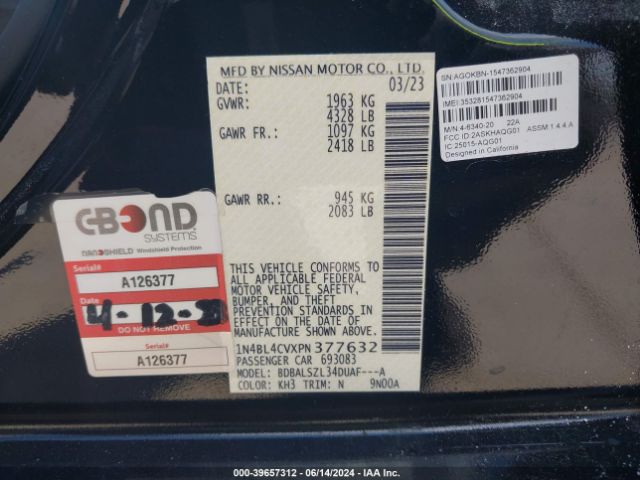 MFD BY NISSAN MOTOR CO., LTD.
DATE: 03/23
GVWR: 1963 KG
4328 LB
GAWR FR.: 1097 KG
2418 LB
GAWR RR.: 945 KG
2083 LB
THIS VEHICLE CONFORMS TO
ALL APPLICABLE FEDERAL
MOTOR VEHICLE SAFETY,
BUMPER, AND THEFT
PREVENTION STANDARDS IN
EFFECT ON THE DATE OF
MANUFACTURE SHOWN ABOVE.
1N4BL4CVXPN377632
PASSENGER CAR 693083
MODEL: BDBALSZL34DUAF---A
COLOR: KH3 TRIM: N 9N00A
SN:AGOKBN-1547362904
IMEI:353281547362904
M/N:4-6340-20 22A
FCC ID:2ASKHAQG01 ASSM:1.4.4.A
IC:25015-AQG01
Designed in California
C-BOND
SYSTEMS
NANOSHIELD Windshield Protection
Serial#
A126377
Date
4-12-
DO NOT REMOVE
Serial#
A126377
000-39657312 - 06/14/2024 - IAA Inc.